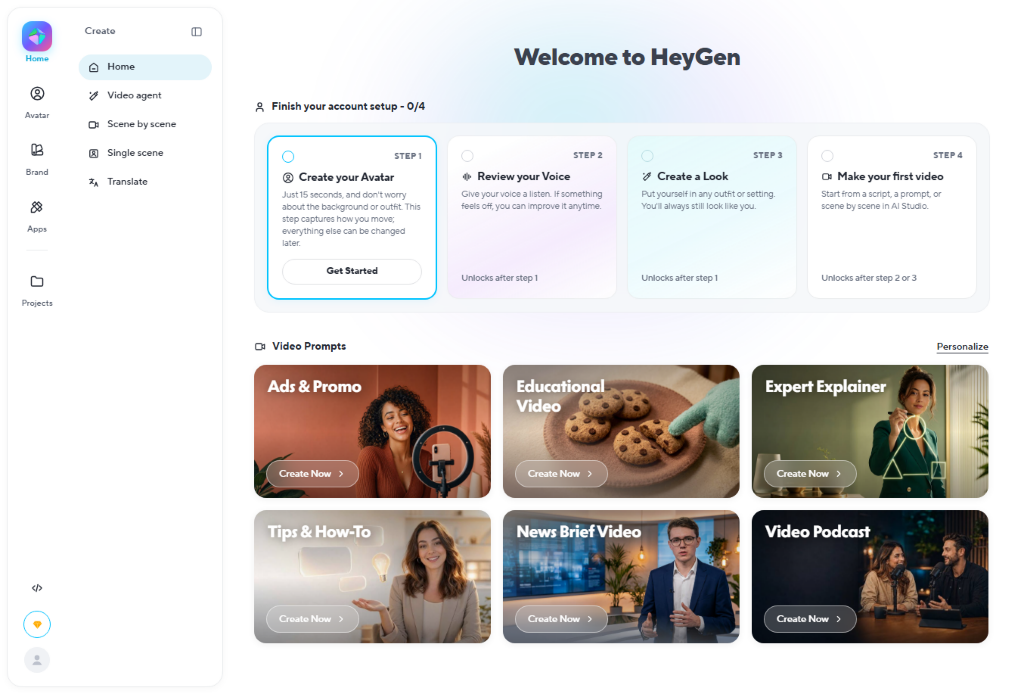 Home
Avatar
Brand
Apps
Projects
Create
Home
Video agent
Scene by scene
Single scene
Translate
Welcome to HeyGen
Finish your account setup - 0/4
STEP 1
Create your Avatar
Just 15 seconds, and don't worry
about the background or outfit. This
step captures how you move;
everything else can be changed
later.
Get Started
STEP 2
Review your Voice
Give your voice a listen. If something
feels off, you can improve it anytime.
Unlocks after step 1
STEP 3
Create a Look
Put yourself in any outfit or setting.
You'll always still look like you.
Unlocks after step 1
STEP 4
Make your first video
Start from a script, a prompt, or
scene by scene in AI Studio.
Unlocks after step 2 or 3
Video Prompts
Personalize
Ads & Promo
Create Now
Educational
Video
Create Now
Expert Explainer
Create Now
Tips & How-To
Create Now
News Brief Video
Create Now
Video Podcast
Create Now